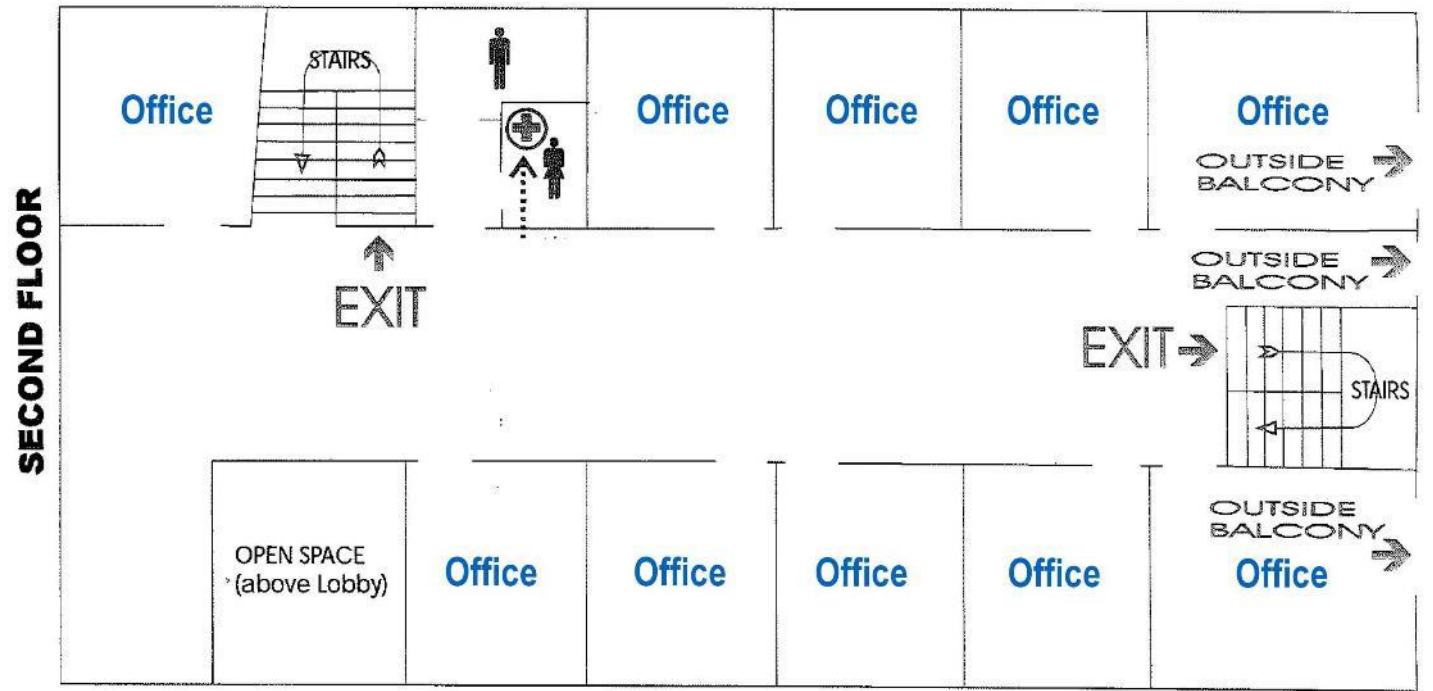 SECOND FLOOR
STAIRS
Office
Office
Office
Office
Office
OUTSIDE
BALCONY
OUTSIDE
BALCONY
EXIT
EXIT
STAIRS
OPEN SPACE
(above Lobby)
Office
Office
Office
Office
OUTSIDE
BALCONY
Office